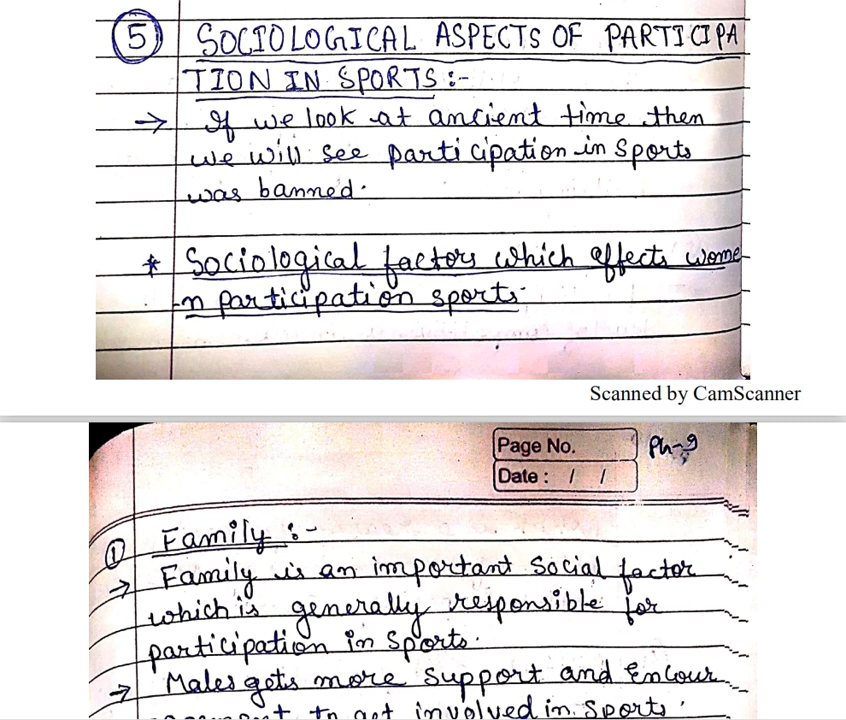 5 SOCIOLOGICAL ASPECTS OF PARTICIPA
TION IN SPORTS :-
→ If we look at ancient time then
we will see participation in Sports
was banned.
* Sociological factors which affects wome
-n participation sports-
Scanned by CamScanner
Page No.
Date : / /
① Family :-
→ Family is an important Social factor
which is generally responsible for
participation in Sports.
→ Males gets more Support and Encour
to get involved in Sports.